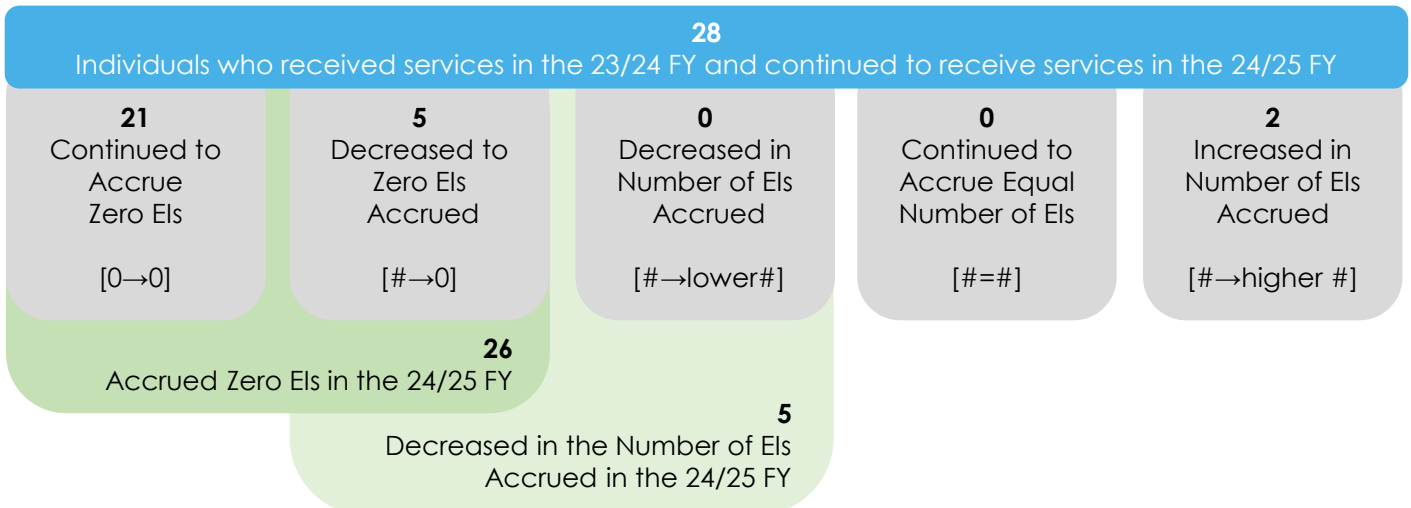 28
Individuals who received services in the 23/24 FY and continued to receive services in the 24/25 FY
21
Continued to
Accrue
Zero EIs
[0→0]
5
Decreased to
Zero EIs
Accrued
[#→0]
0
Decreased in
Number of EIs
Accrued
[#→lower#]
0
Continued to
Accrue Equal
Number of EIs
[#=#]
2
Increased in
Number of EIs
Accrued
[#→higher #]
26
Accrued Zero EIs in the 24/25 FY
5
Decreased in the Number of EIs
Accrued in the 24/25 FY